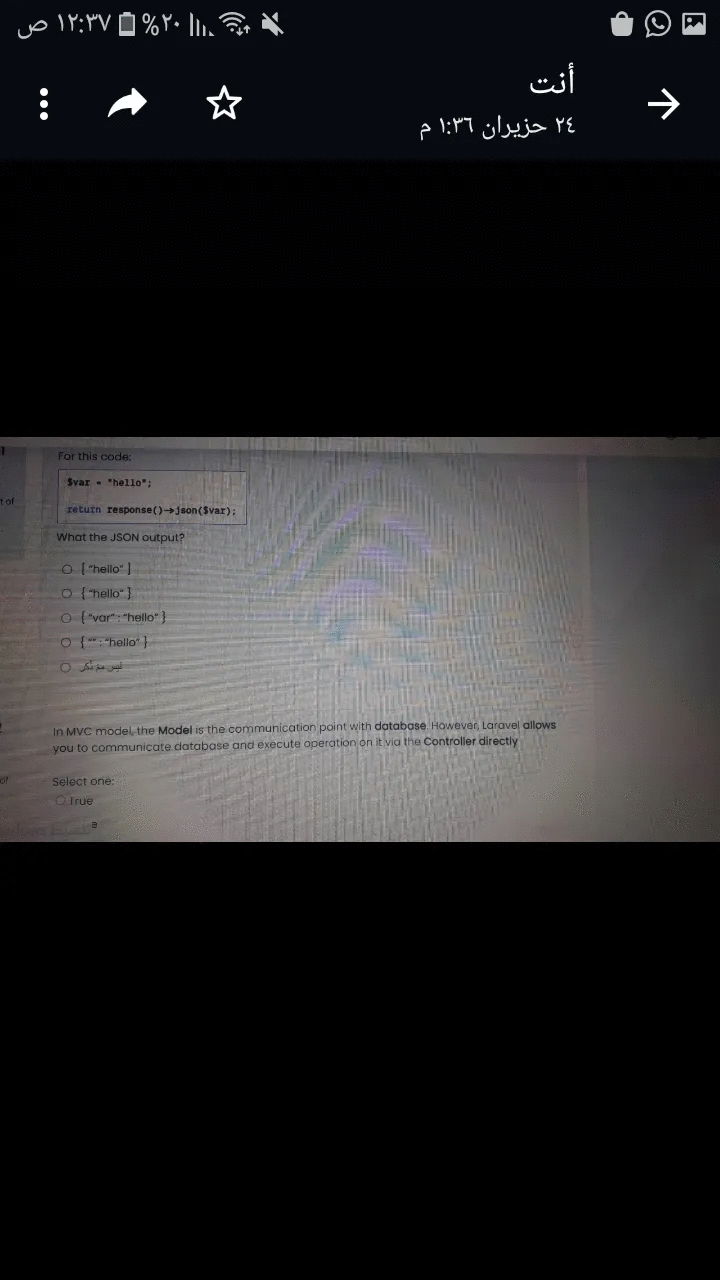 ص ١٢:٣٧ %٢٠
أنت
٢٤ حزيران ١:٣٦ م
t of
For this code:
$var = "hello";
return response()->json($var);
What the JSON output?
[ "hello" ]
{ "hello" }
{ "var" : "hello" }
{ "" : "hello" }
ليس مما ذكر
In MVC model, the Model is the communication point with database. However, Laravel allows
you to communicate database and execute operation on it via the Controller directly
of
Select one:
True